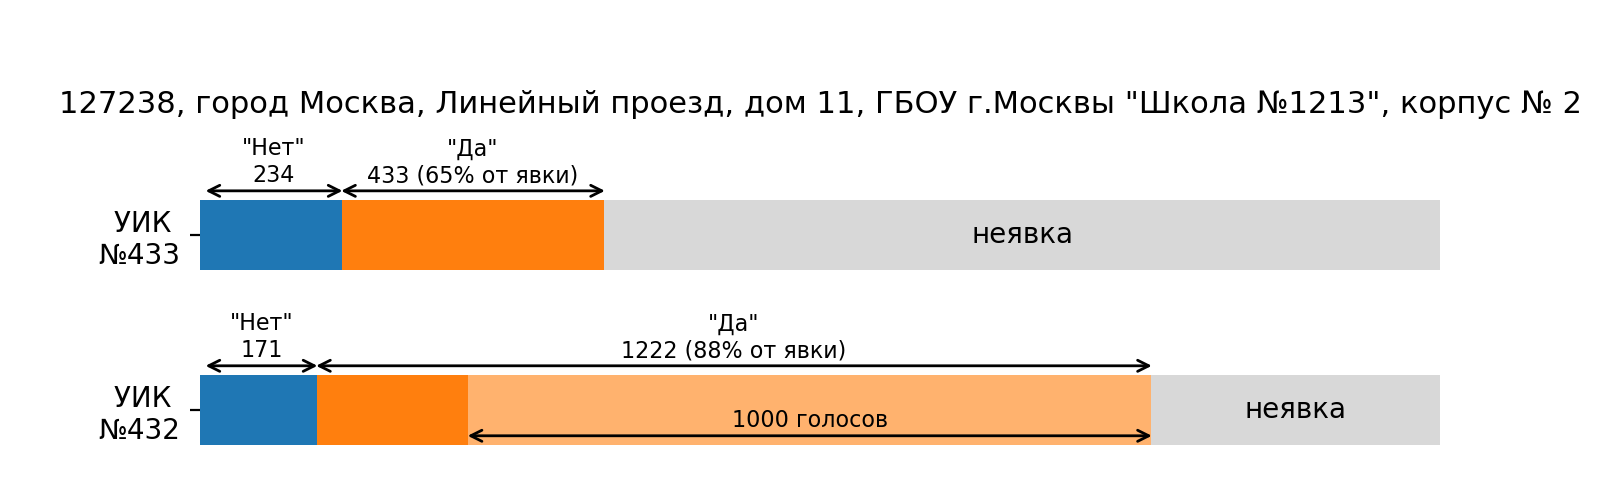 127238, город Москва, Линейный проезд, дом 11, ГБОУ г.Москвы "Школа №1213", корпус № 2
"Нет"
234
"Да"
433 (65% от явки)
УИК
№433
неявка
"Нет"
171
"Да"
1222 (88% от явки)
УИК
№432
1000 голосов
неявка